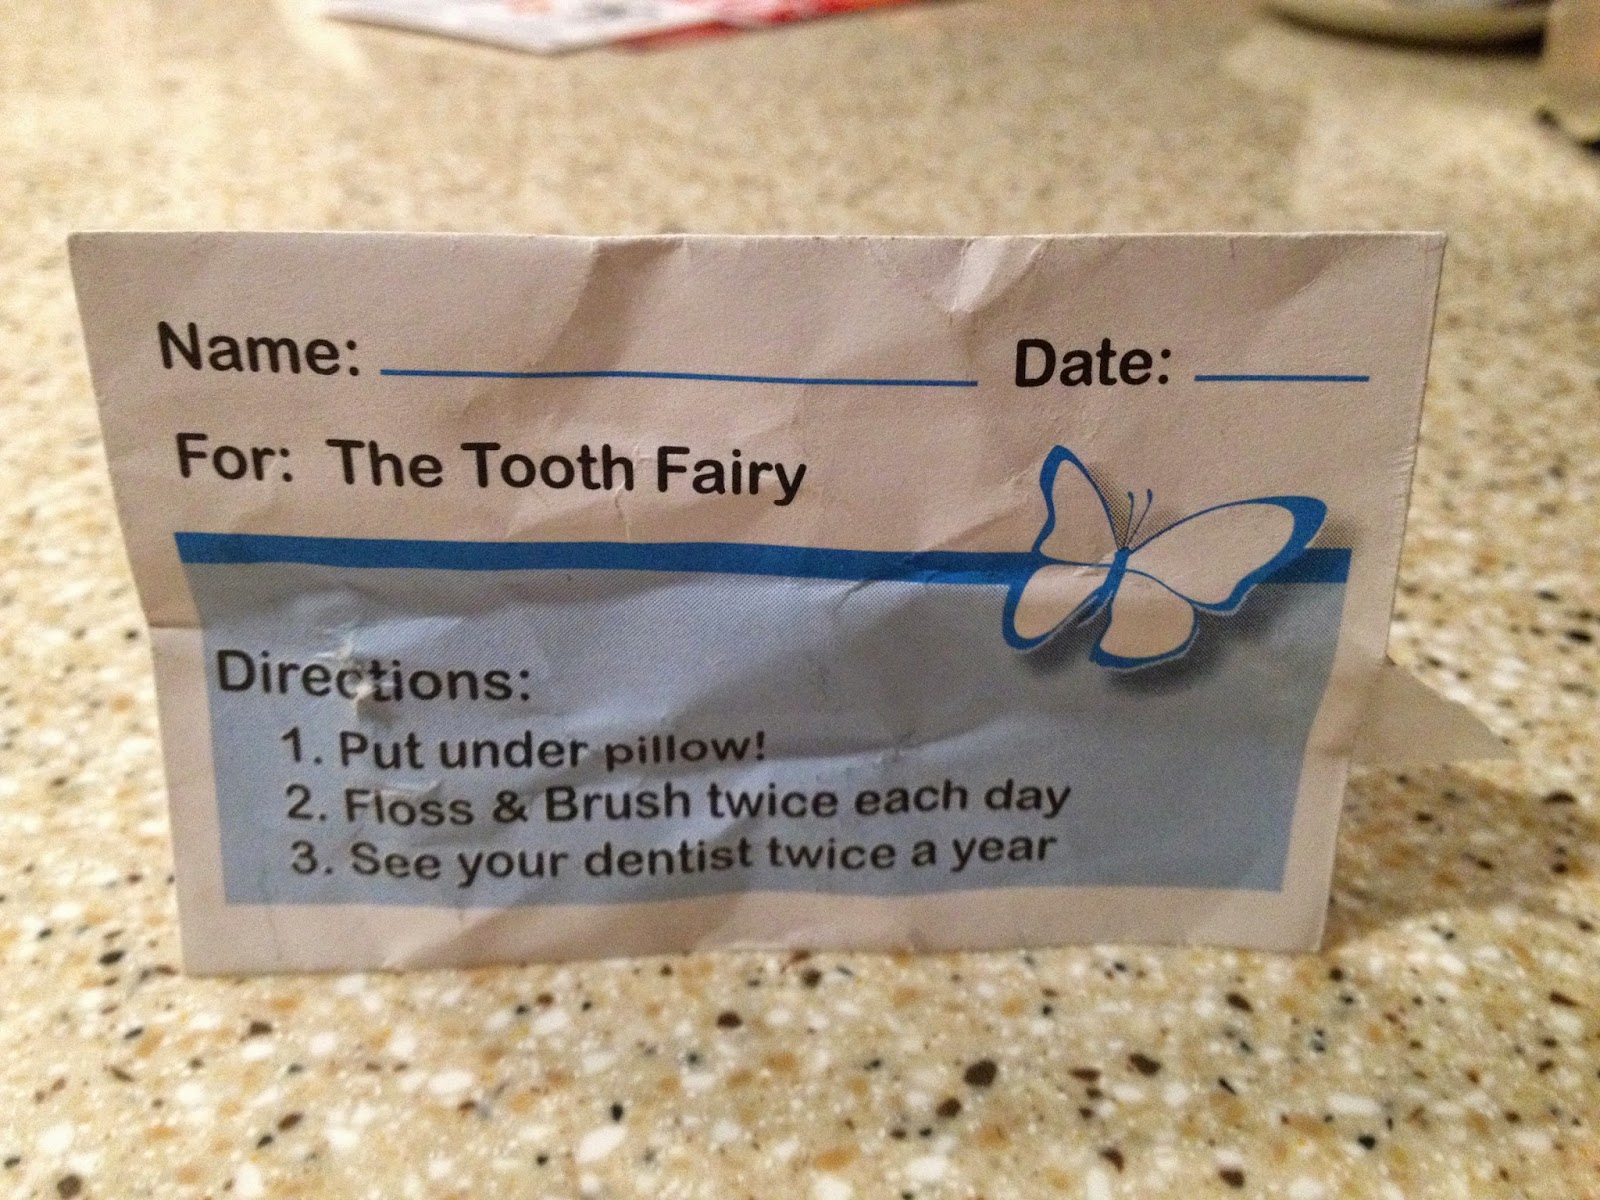 Name: Date:
For: The Tooth Fairy
Directions:
1. Put under pillow!
2. Floss & Brush twice each day
3. See your dentist twice a year